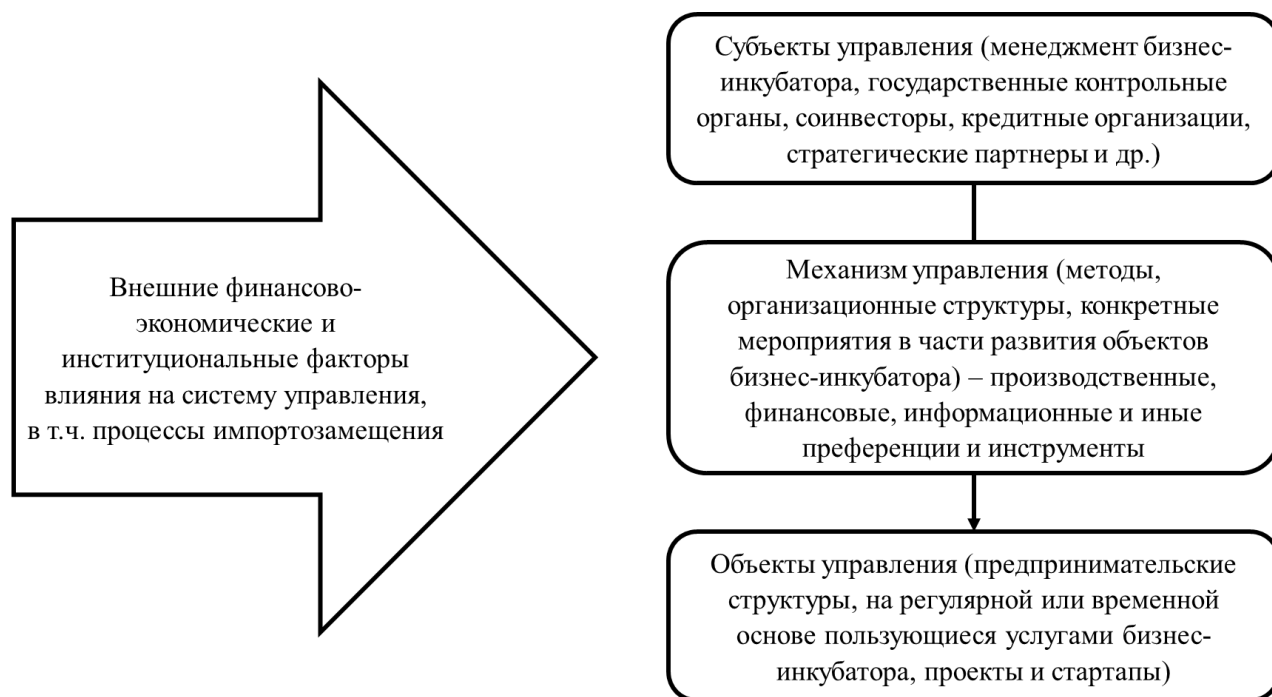 Внешние финансово-
экономические и
институциональные факторы
влияния на систему управления,
в т.ч. процессы импортозамещения
Субъекты управления (менеджмент бизнес-
инкубатора, государственные контрольные
органы, соинвесторы, кредитные организации,
стратегические партнеры и др.)
Механизм управления (методы,
организационные структуры, конкретные
мероприятия в части развития объектов
бизнес-инкубатора) – производственные,
финансовые, информационные и иные
преференции и инструменты
Объекты управления (предпринимательские
структуры, на регулярной или временной
основе пользующиеся услугами бизнес-
инкубатора, проекты и стартапы)